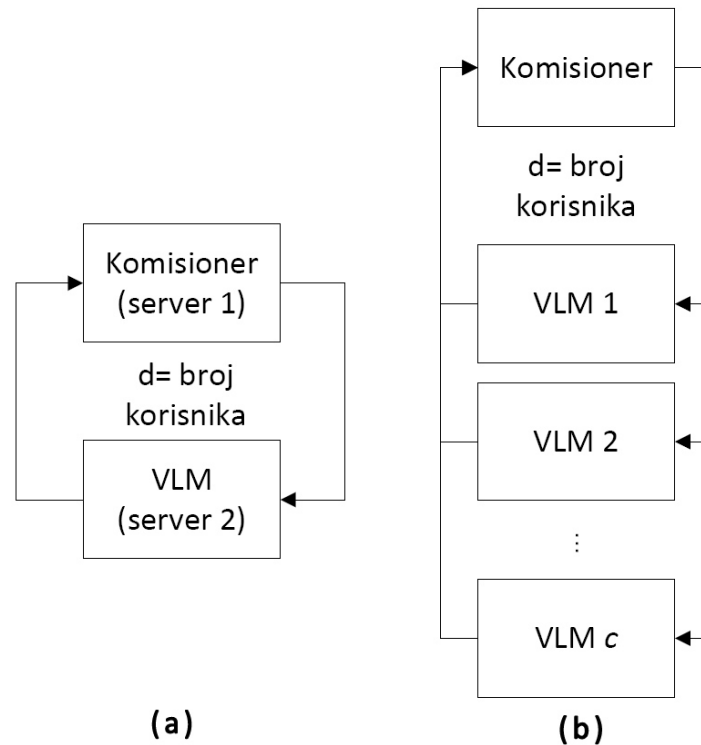 Komisioner
(server 1)
d= broj
korisnika
VLM
(server 2)
(a)
Komisioner
d= broj
korisnika
VLM 1
VLM 2
⋮
VLM c
(b)